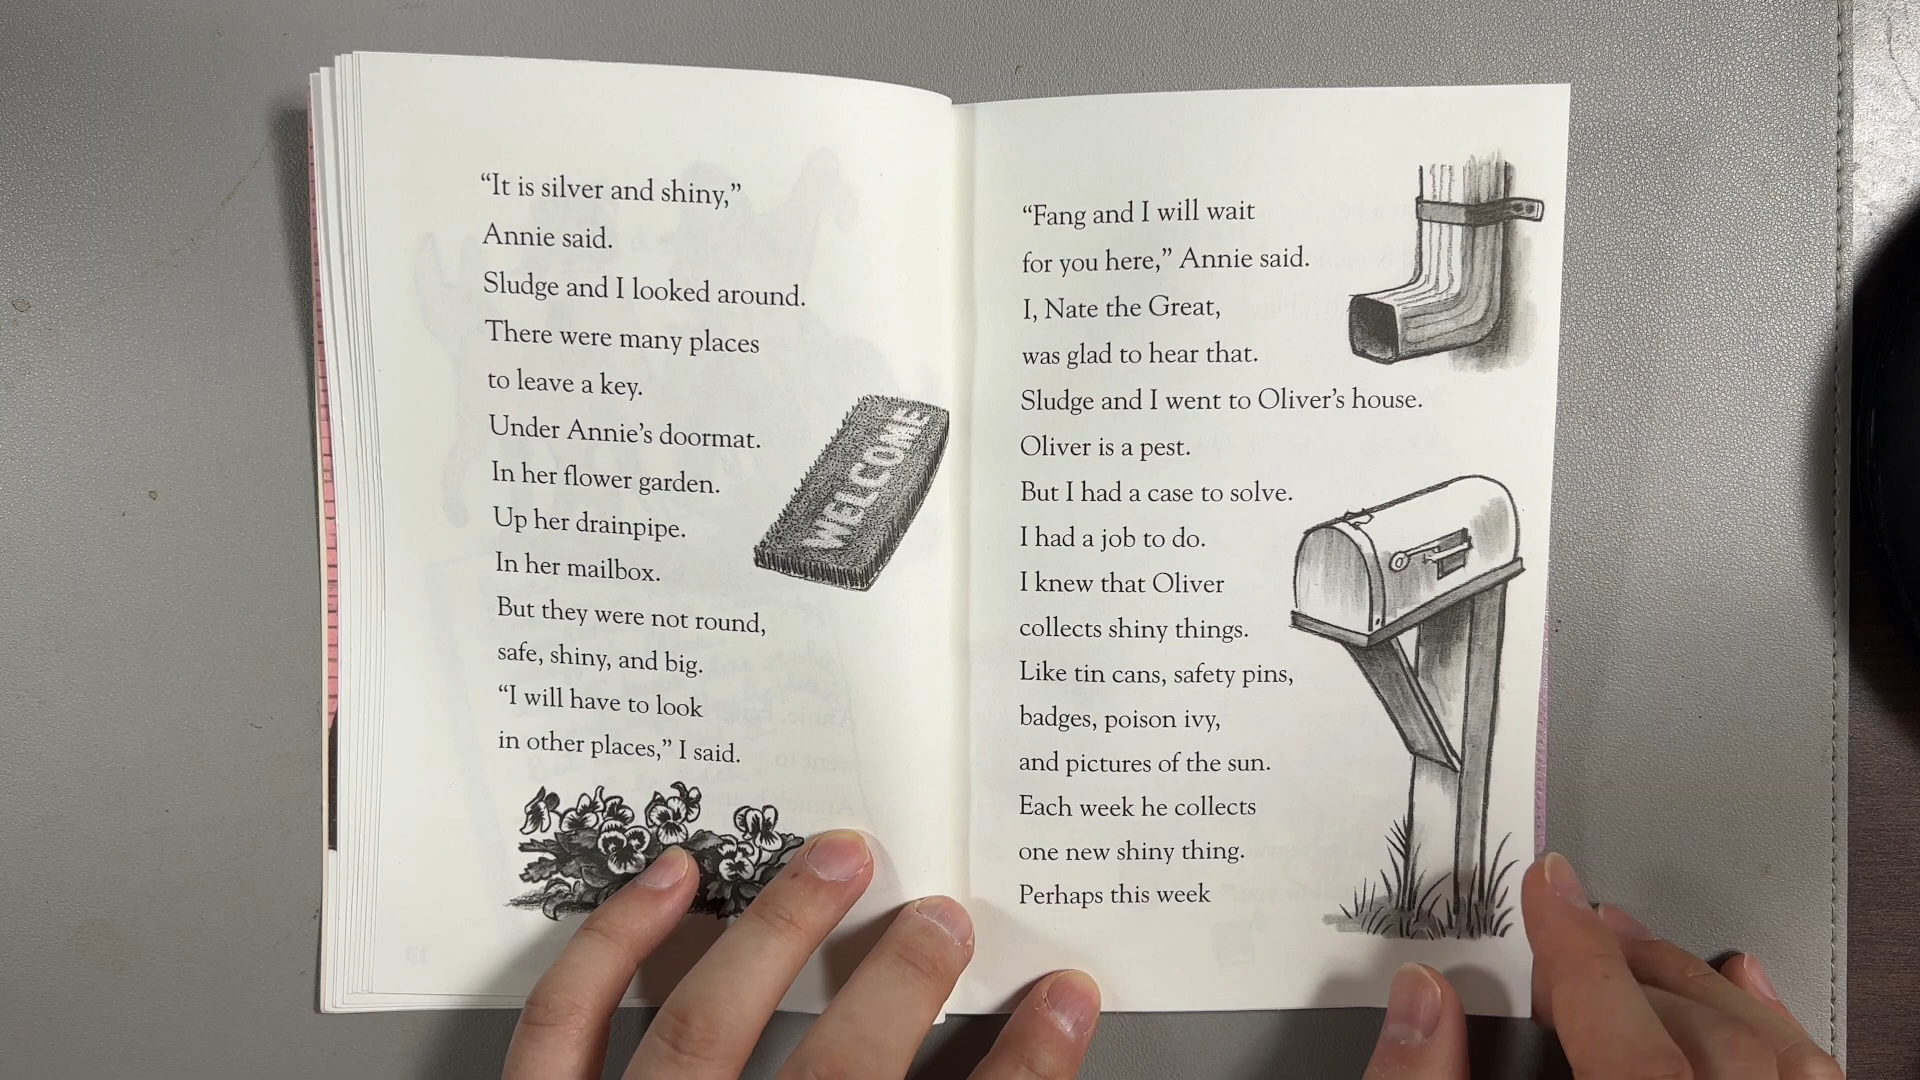 “It is silver and shiny,”
Annie said.
Sludge and I looked around.
There were many places
to leave a key.
Under Annie’s doormat.
In her flower garden.
Up her drainpipe.
In her mailbox.
But they were not round,
safe, shiny, and big.
“I will have to look
in other places,” I said.
WELCOME
“Fang and I will wait
for you here,” Annie said.
I, Nate the Great,
was glad to hear that.
Sludge and I went to Oliver’s house.
Oliver is a pest.
But I had a case to solve.
I had a job to do.
I knew that Oliver
collects shiny things.
Like tin cans, safety pins,
badges, poison ivy,
and pictures of the sun.
Each week he collects
one new shiny thing.
Perhaps this week